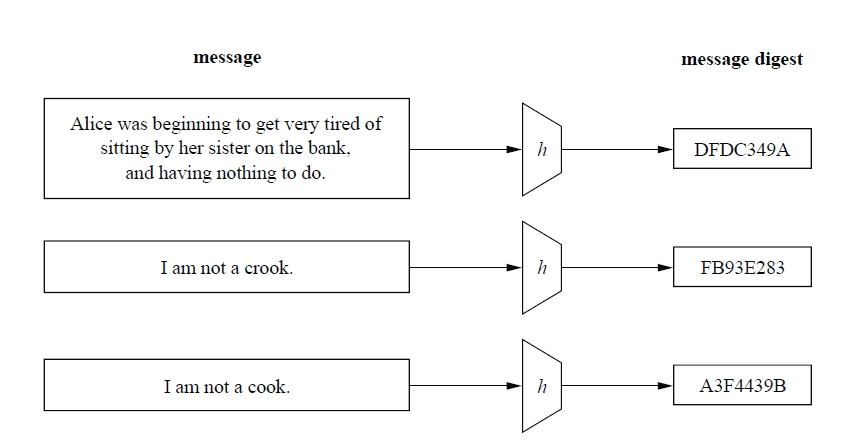 message
message digest
Alice was beginning to get very tired of
sitting by her sister on the bank,
and having nothing to do.
h
DFDC349A
I am not a crook.
h
FB93E283
I am not a cook.
h
A3F4439B